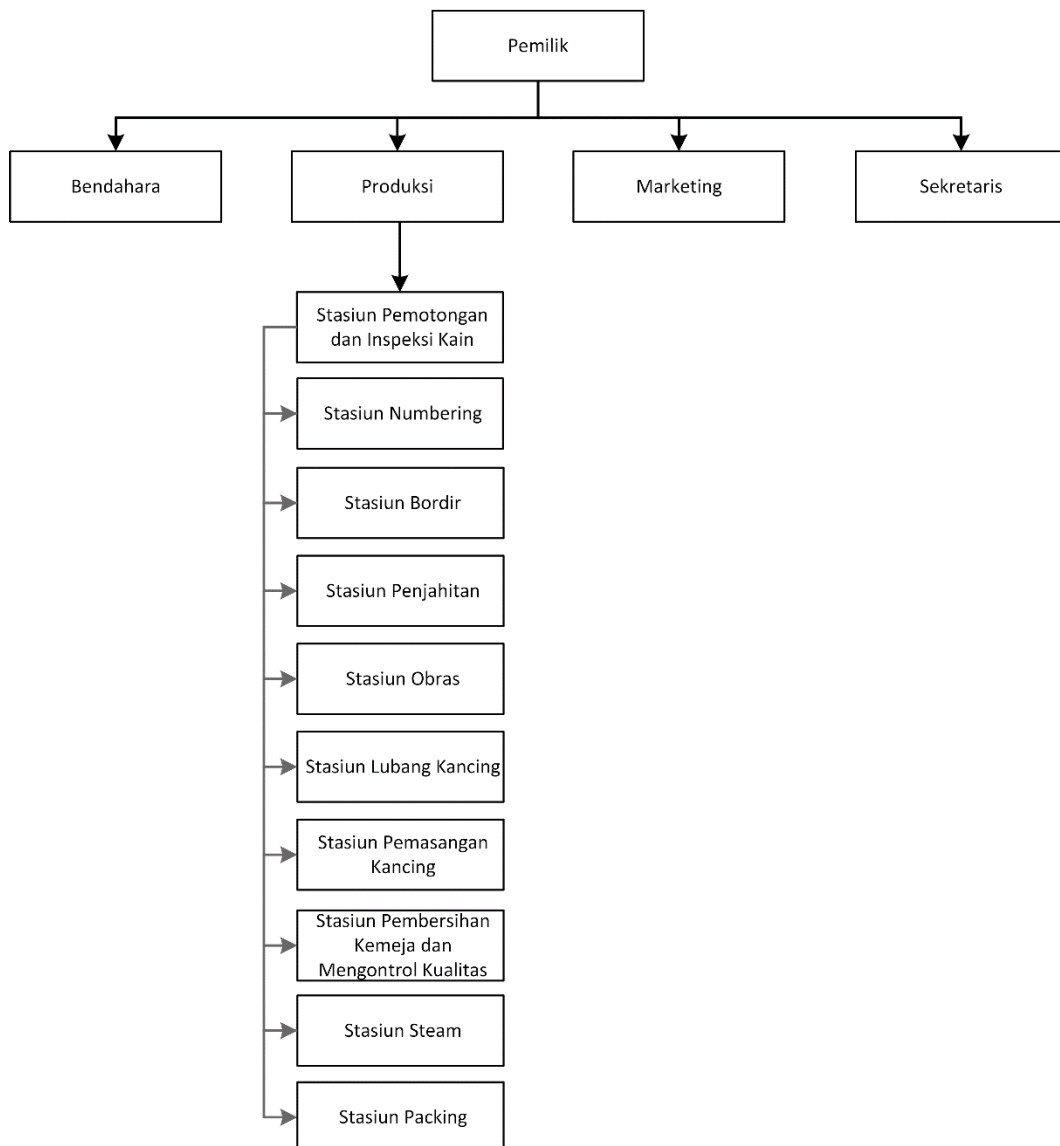 Pemilik
Bendahara
Produksi
Marketing
Sekretaris
Stasiun Pemotongan
dan Inspeksi Kain
Stasiun Numbering
Stasiun Bordir
Stasiun Penjahitan
Stasiun Obras
Stasiun Lubang Kancing
Stasiun Pemasangan
Kancing
Stasiun Pembersihan
Kemeja dan
Mengontrol Kualitas
Stasiun Steam
Stasiun Packing